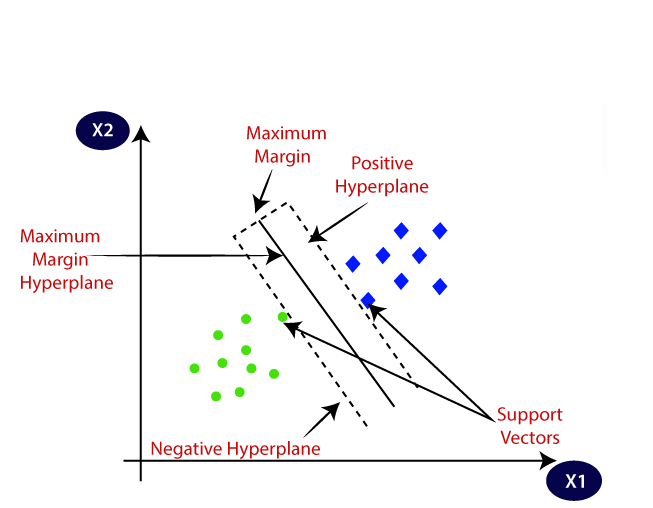 X2
Maximum
Margin
Positive
Hyperplane
Maximum
Margin
Hyperplane
Support
Vectors
Negative Hyperplane
X1